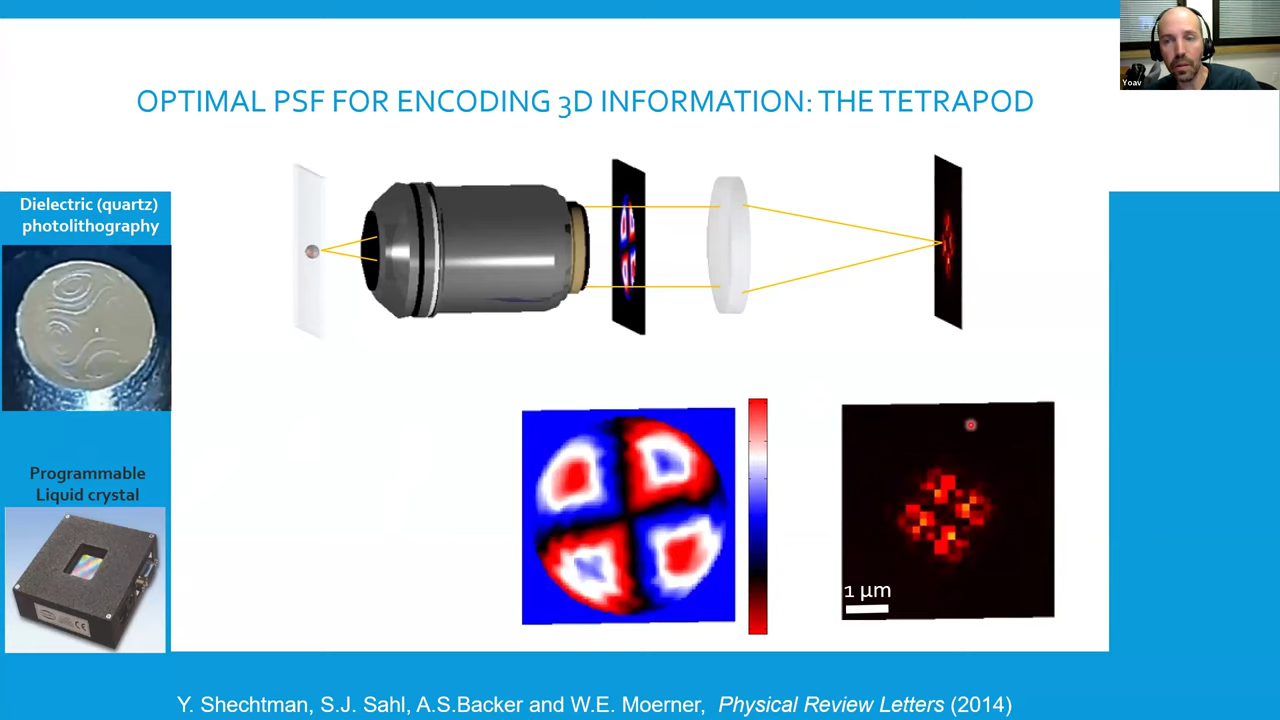 Yoav
OPTIMAL PSF FOR ENCODING 3D INFORMATION: THE TETRAPOD
Dielectric (quartz)
photolithography
Programmable
Liquid crystal
1 µm
Y. Shechtman, S.J. Sahl, A.S.Backer and W.E. Moerner, Physical Review Letters (2014)